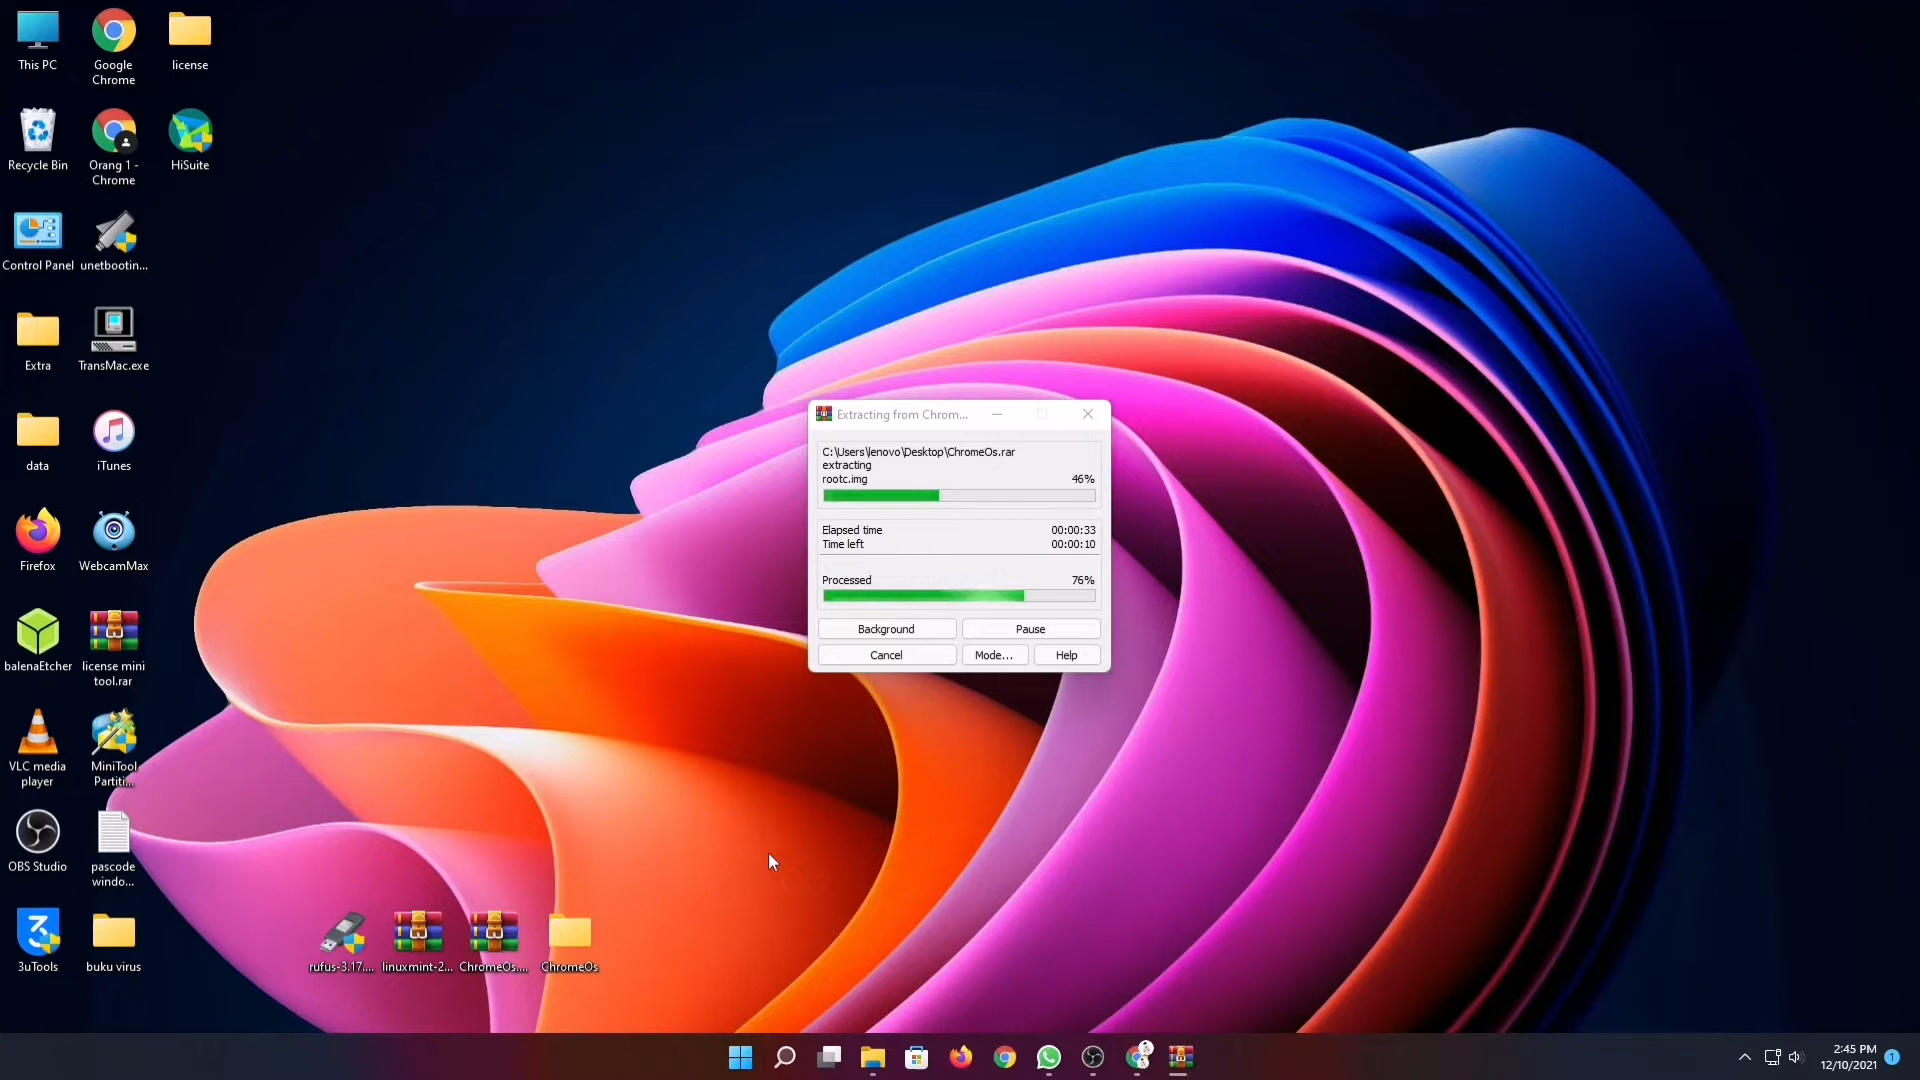 This PC
Google
Chrome
license
Recycle Bin
Orang 1 -
Chrome
HiSuite
Control Panel
unetbootin...
Extra
TransMac.exe
data
iTunes
Firefox
WebcamMax
balenaEtcher
license mini
tool.rar
VLC media
player
MiniTool
Partiti...
OBS Studio
pascode
windo...
3uTools
buku virus
rufus-3.17....
linuxmint-2...
ChromeOs....
ChromeOs
Extracting from Chrom...
C:\Users\lenovo\Desktop\ChromeOs.rar
extracting
rootc.img 46%
Elapsed time 00:00:33
Time left 00:00:10
Processed 76%
Background Pause
Cancel Mode... Help
2:45 PM
12/10/2021
1